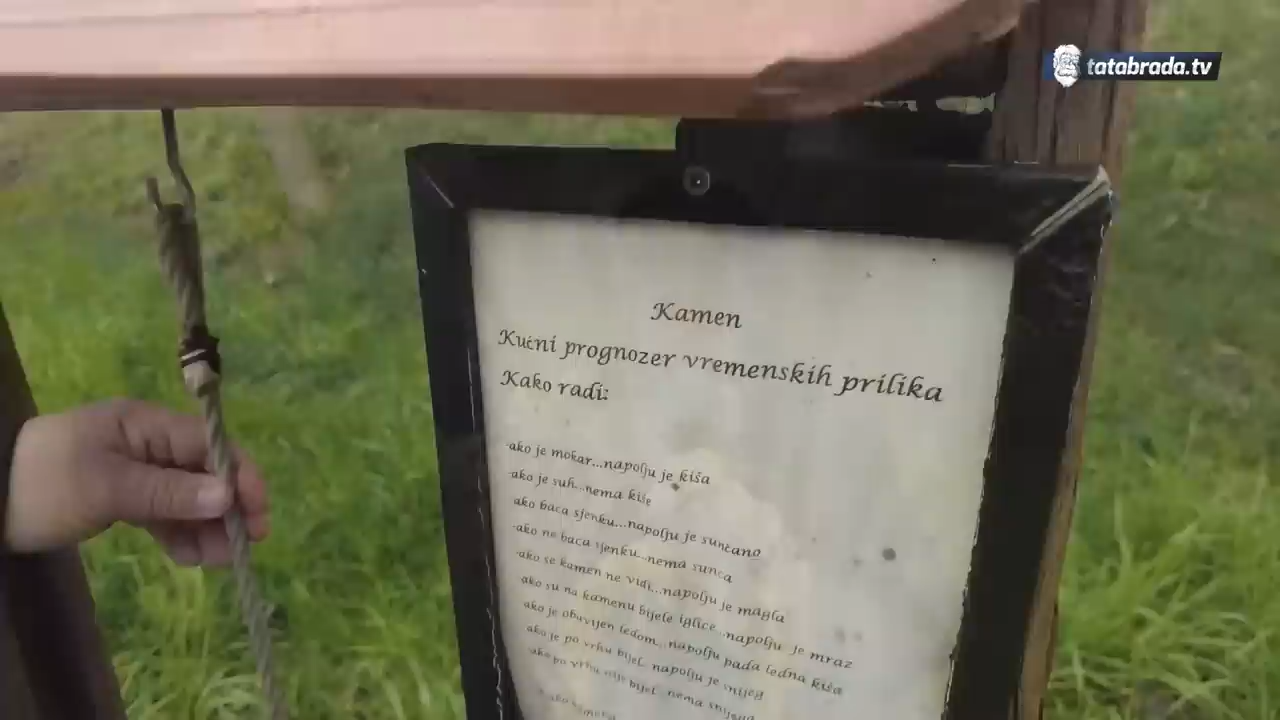 tatabrada.tv
Kamen
Kućni prognozer vremenskih prilika
Kako radi:
-ako je mokar...napolju je kiša
-ako je suh...nema kiše
ako baca sjenku...napolju je sunčano
-ako ne baca sjenku...nema sunca
-ako se kamen ne vidi...napolju je magla
ako su na kamenu bijele iglice...napolju je mraz
ako je obavijen ledom...napolju pada ledna kiša
-ako je po vrhu bijel...napolju je snijeg
-ako po vrhu nije bijel...nema snijega